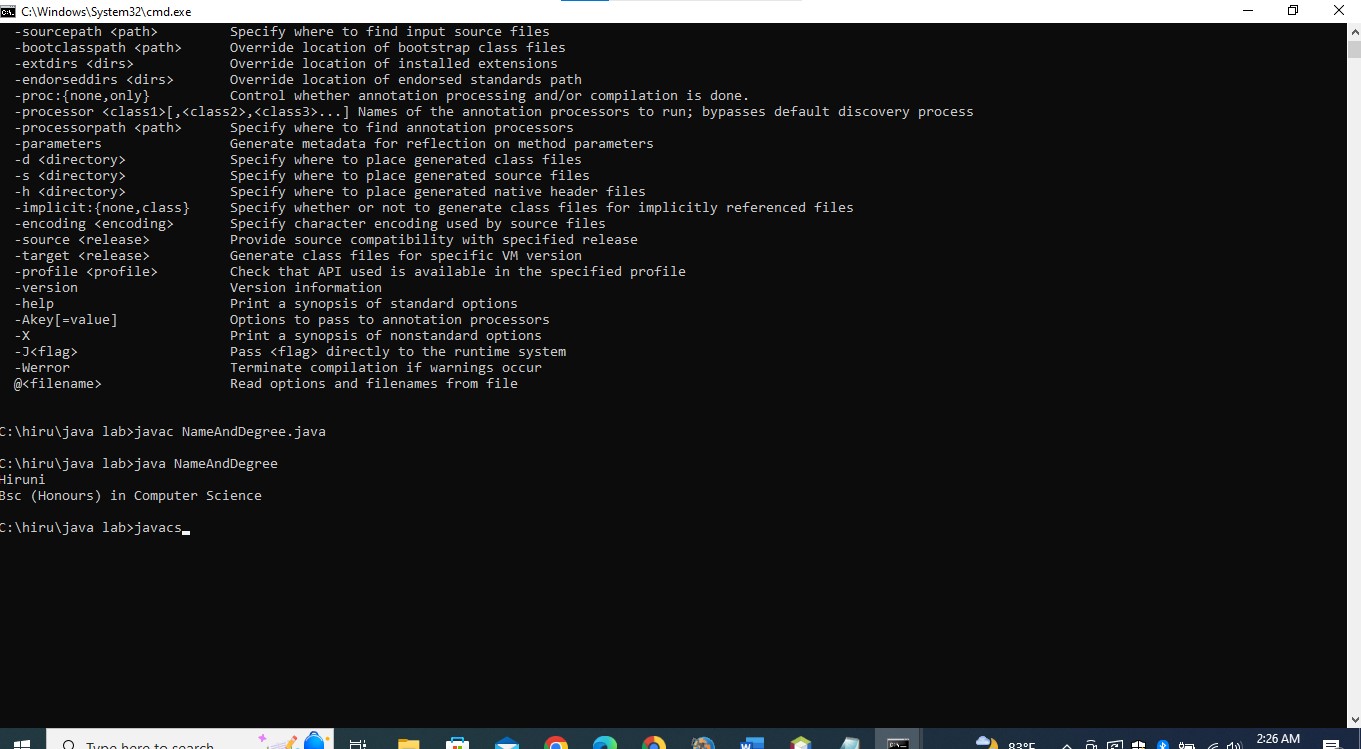 C:\Windows\System32\cmd.exe
-sourcepath <path> Specify where to find input source files
-bootclasspath <path> Override location of bootstrap class files
-extdirs <dirs> Override location of installed extensions
-endorseddirs <dirs> Override location of endorsed standards path
-proc:{none,only} Control whether annotation processing and/or compilation is done.
-processor <class1>[,<class2>,<class3>...] Names of the annotation processors to run; bypasses default discovery process
-processorpath <path> Specify where to find annotation processors
-parameters Generate metadata for reflection on method parameters
-d <directory> Specify where to place generated class files
-s <directory> Specify where to place generated source files
-h <directory> Specify where to place generated native header files
-implicit:{none,class} Specify whether or not to generate class files for implicitly referenced files
-encoding <encoding> Specify character encoding used by source files
-source <release> Provide source compatibility with specified release
-target <release> Generate class files for specific VM version
-profile <profile> Check that API used is available in the specified profile
-version Version information
-help Print a synopsis of standard options
-Akey[=value] Options to pass to annotation processors
-X Print a synopsis of nonstandard options
-J<flag> Pass <flag> directly to the runtime system
-Werror Terminate compilation if warnings occur
@<filename> Read options and filenames from file
C:\hiru\java lab>javac NameAndDegree.java
C:\hiru\java lab>java NameAndDegree
Hiruni
Bsc (Honours) in Computer Science
C:\hiru\java lab>javacs
Type here to search
83°F
2:26 AM